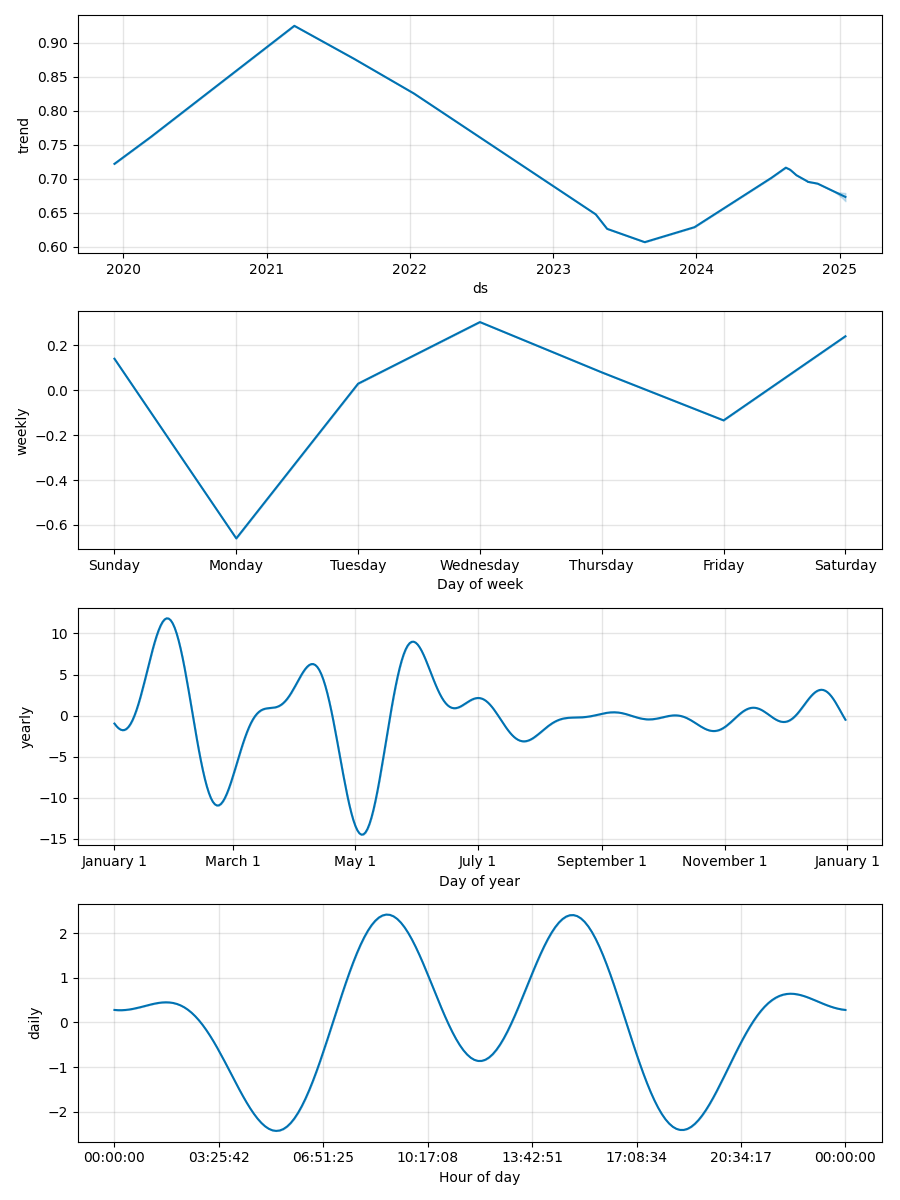 0.90
0.85
0.80
0.75
0.70
0.65
0.60
trend
2020 2021 2022 2023 2024 2025
ds
0.2
0.0
−0.2
−0.4
−0.6
weekly
Sunday Monday Tuesday Wednesday Thursday Friday Saturday
Day of week
10
5
0
−5
−10
−15
yearly
January 1 March 1 May 1 July 1 September 1 November 1 January 1
Day of year
2
1
0
−1
−2
daily
00:00:00 03:25:42 06:51:25 10:17:08 13:42:51 17:08:34 20:34:17 00:00:00
Hour of day